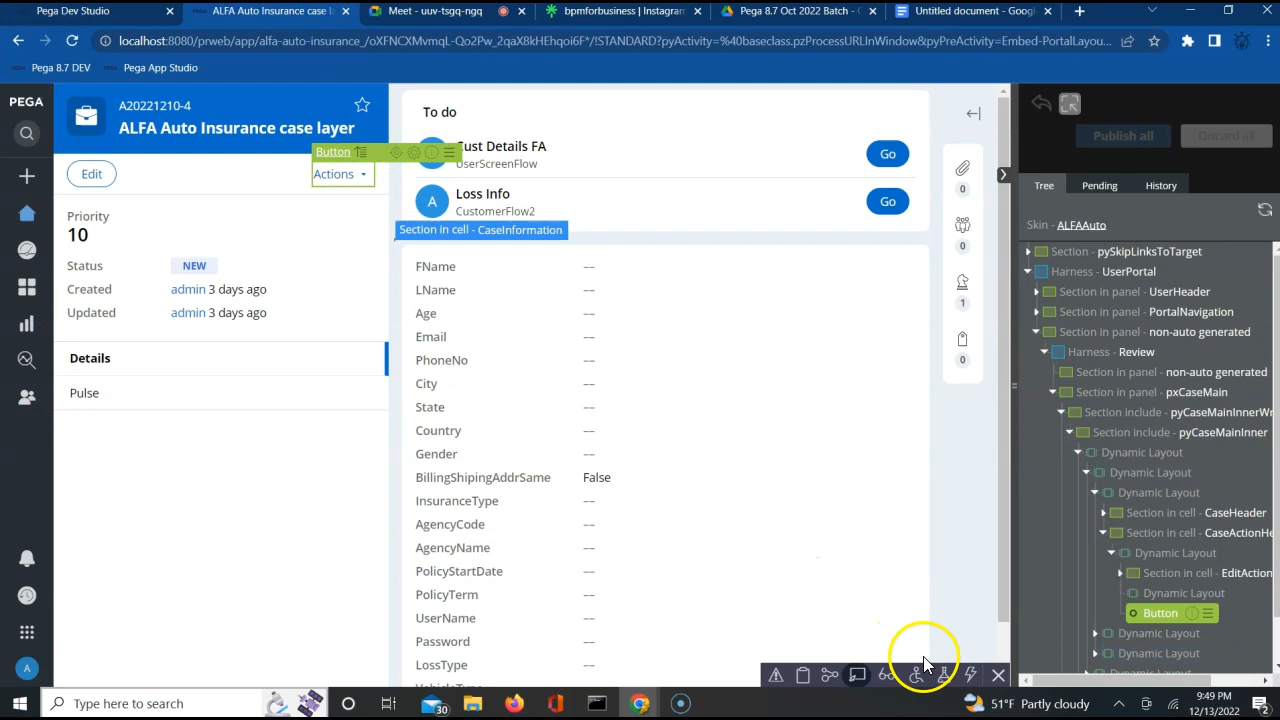 Pega Dev Studio
ALFA Auto Insurance case layer
Meet - uuv-tsgq-ngq
bpmforbusiness | Instagram
Pega 8.7 Oct 2022 Batch -
Untitled document - Googl
localhost:8080/prweb/app/alfa-auto-insurance_/oXFNCXMvmqL-Qo2Pw_2qaX8kHEhqoi6F*/!STANDARD?pyActivity=%40baseclass.pzProcessURLInWindow&pyPreActivity=Embed-PortalLayou...
Pega 8.7 DEV
Pega App Studio
PEGA
A20221210-4
ALFA Auto Insurance case layer
Button
Edit
Actions
Priority
10
Status NEW
Created admin 3 days ago
Updated admin 3 days ago
Details
Pulse
A
To do
ust Details FA
UserScreenFlow
Go
A
Loss Info
CustomerFlow2
Go
Section in cell - CaseInformation
FName --
LName --
Age --
Email --
PhoneNo --
City --
State --
Country --
Gender --
BillingShipingAddrSame False
InsuranceType --
AgencyCode --
AgencyName --
PolicyStartDate --
PolicyTerm --
UserName --
Password --
LossType --
0
0
1
0
Publish all
Discard all
Tree
Pending
History
Skin - ALFAAuto
Section - pySkipLinksToTarget
Harness - UserPortal
Section in panel - UserHeader
Section in panel - PortalNavigation
Section in panel - non-auto generated
Harness - Review
Section in panel - non-auto generated
Section in panel - pxCaseMain
Section include - pyCaseMainInnerWr
Section include - pyCaseMainInner
Dynamic Layout
Dynamic Layout
Dynamic Layout
Section in cell - CaseHeader
Section in cell - CaseActionHe
Dynamic Layout
Section in cell - EditAction
Dynamic Layout
Button
Dynamic Layout
Dynamic Layout
Type here to search
30
51°F Partly cloudy
5:49 PM
12/13/2022